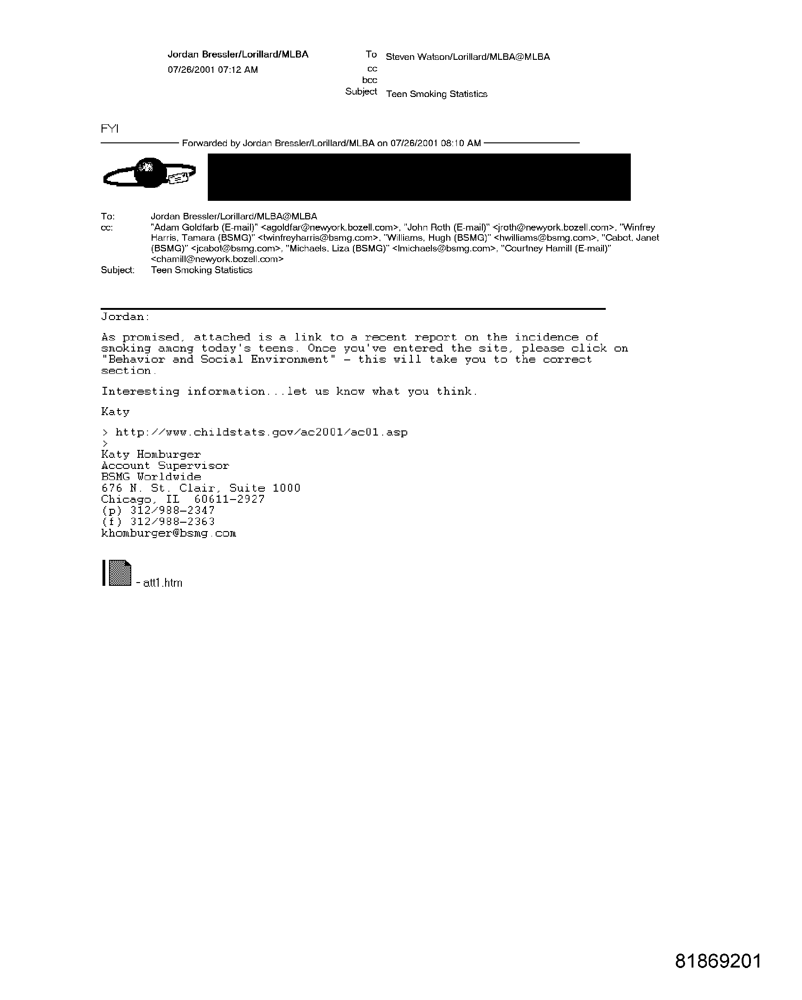 Jordan Bressler/Lorillard/MLBA
07/26/2001 07:12 AM
To Steven Watson/Lorillard/MLBA@MLBA
cc
bcc
Subject Teen Smoking Statistics
FYI
Forwarded by Jordan Bressler/Lorillard/MLBA on 07/26/2001 08:10 AM
To: Jordan Bressler/Lorillard/MLBA@MLBA
cc: "Adam Goldfarb (E-mail)" <agoldfar@newyork.bozell.com>, "John Roth (E-mail)" <jroth@newyork.bozell.com>, "Winfrey
Harris, Tamara (BSMG)" <twinfreyharris@bsmg.com>, "Williams, Hugh (BSMG)" <hwilliams@bsmg.com>, "Cabot, Janet
(BSMG)" <jcabot@bsmg.com>, "Michaels, Liza (BSMG)" <lmichaels@bsmg.com>, "Courtney Hamill (E-mail)"
<chamill@newyork.bozell.com>
Subject: Teen Smoking Statistics
Jordan:
As promised, attached is a link to a recent report on the incidence of
smoking among today's teens. Once you've entered the site, please click on
"Behavior and Social Environment" - this will take you to the correct
section.
Interesting information...let us know what you think.
Katy
> http://www.childstats.gov/ac2001/ac01.asp
>
Katy Homburger
Account Supervisor
BSMG Worldwide
676 N. St. Clair, Suite 1000
Chicago, IL 60611-2927
(p) 312/988-2347
(f) 312/988-2363
khomburger@bsmg.com
- att1.htm
81869201